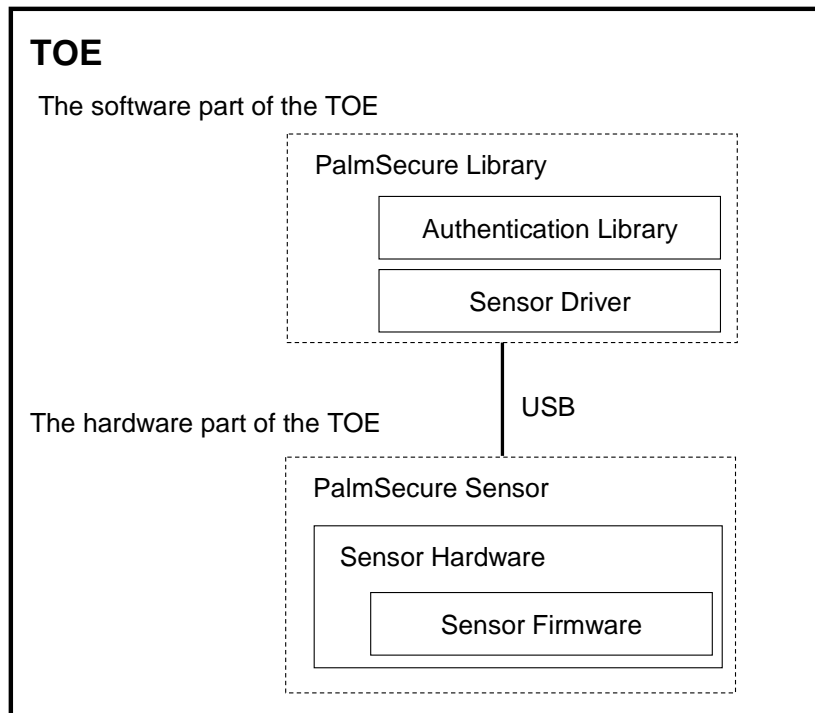 TOE
The software part of the TOE
PalmSecure Library
Authentication Library
Sensor Driver
USB
The hardware part of the TOE
PalmSecure Sensor
Sensor Hardware
Sensor Firmware